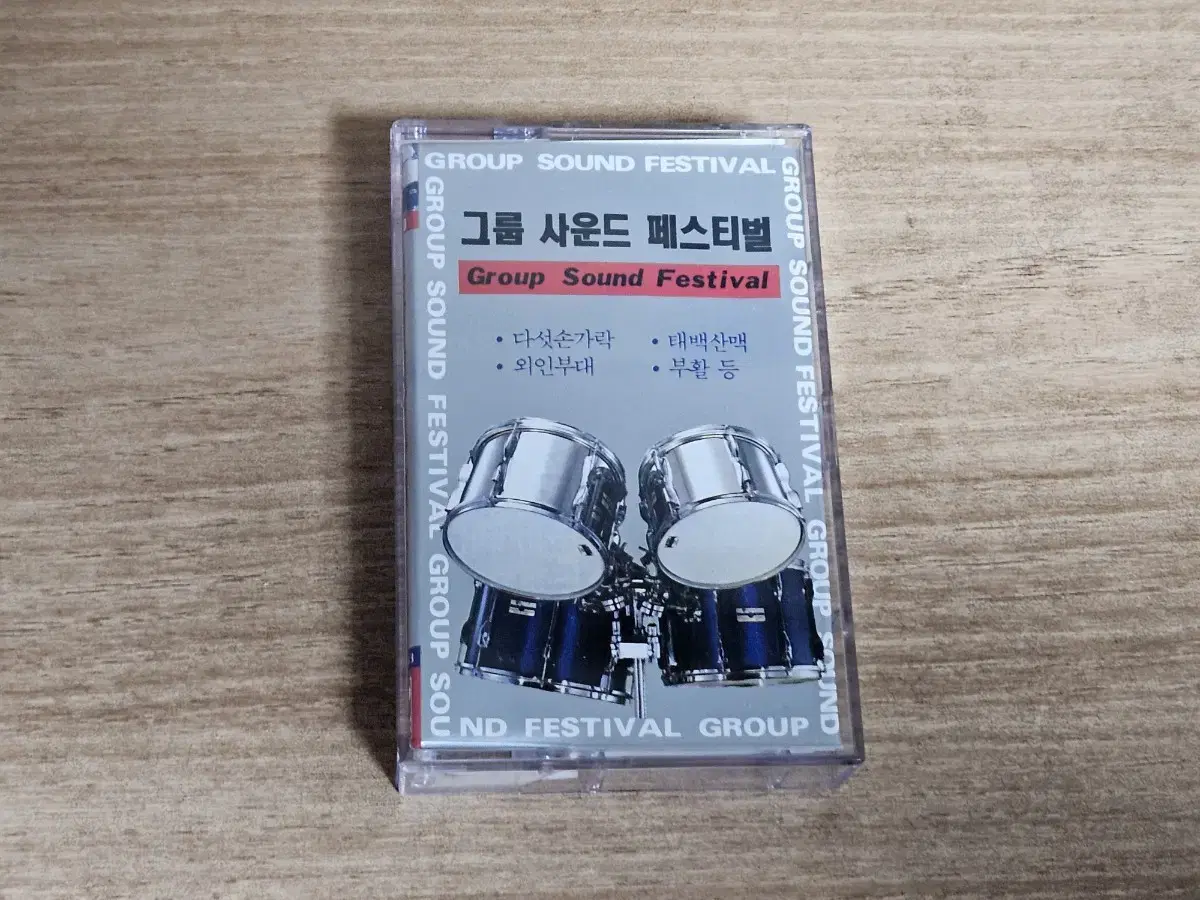 GROUP SOUND FESTIVAL
GROUP SOUND FESTIVAL GROUP SOUND
그룹 사운드 페스티벌
Group Sound Festival
• 다섯손가락 • 태백산맥
• 외인부대 • 부활 등
GROUP SOUND FESTIVAL GROUP SOU
ND FESTIVAL GROUP